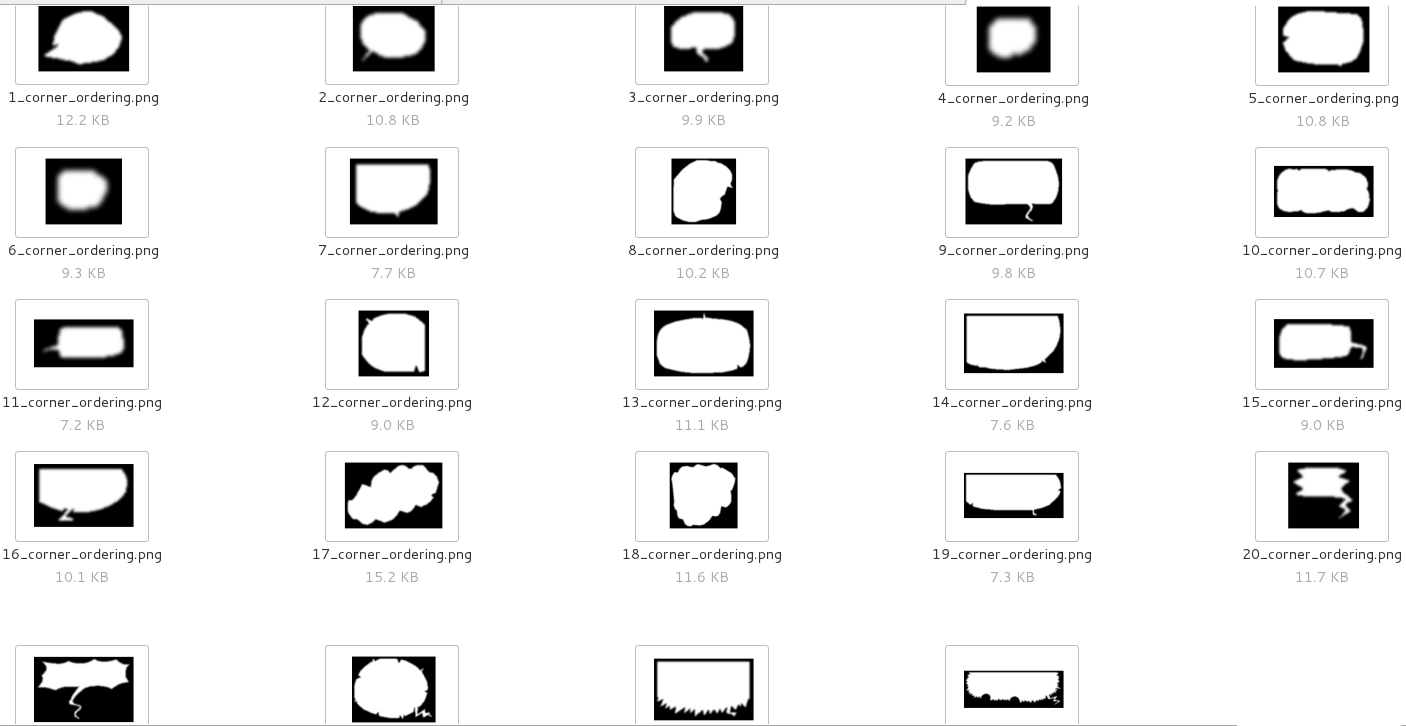 1_corner_ordering.png 2_corner_ordering.png 3_corner_ordering.png 4_corner_ordering.png 5_corner_ordering.png
12.2 KB 10.8 KB 9.9 KB 9.2 KB 10.8 KB
6_corner_ordering.png 7_corner_ordering.png 8_corner_ordering.png 9_corner_ordering.png 10_corner_ordering.png
9.3 KB 7.7 KB 10.2 KB 9.8 KB 10.7 KB
11_corner_ordering.png 12_corner_ordering.png 13_corner_ordering.png 14_corner_ordering.png 15_corner_ordering.png
7.2 KB 9.0 KB 11.1 KB 7.6 KB 9.0 KB
16_corner_ordering.png 17_corner_ordering.png 18_corner_ordering.png 19_corner_ordering.png 20_corner_ordering.png
10.1 KB 15.2 KB 11.6 KB 7.3 KB 11.7 KB